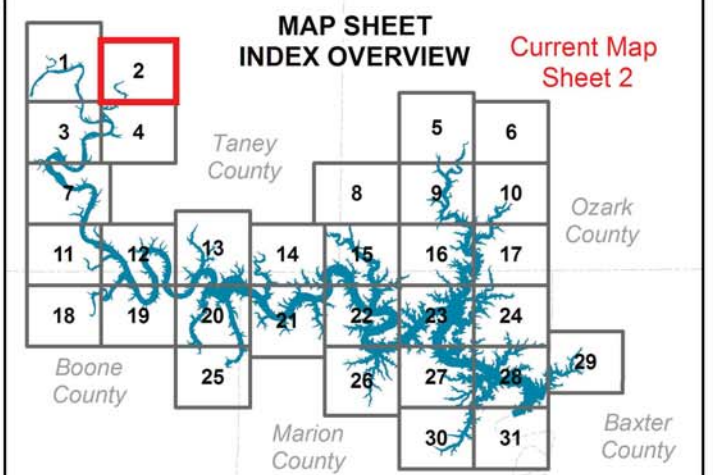 MAP SHEET
INDEX OVERVIEW
Current Map
Sheet 2
1
2
3
4
5
6
Taney
County
7
8
9
10
Ozark
County
11
12
13
14
15
16
17
18
19
20
21
22
23
24
Boone
County
25
26
27
28
29
Marion
County
30
31
Baxter
County